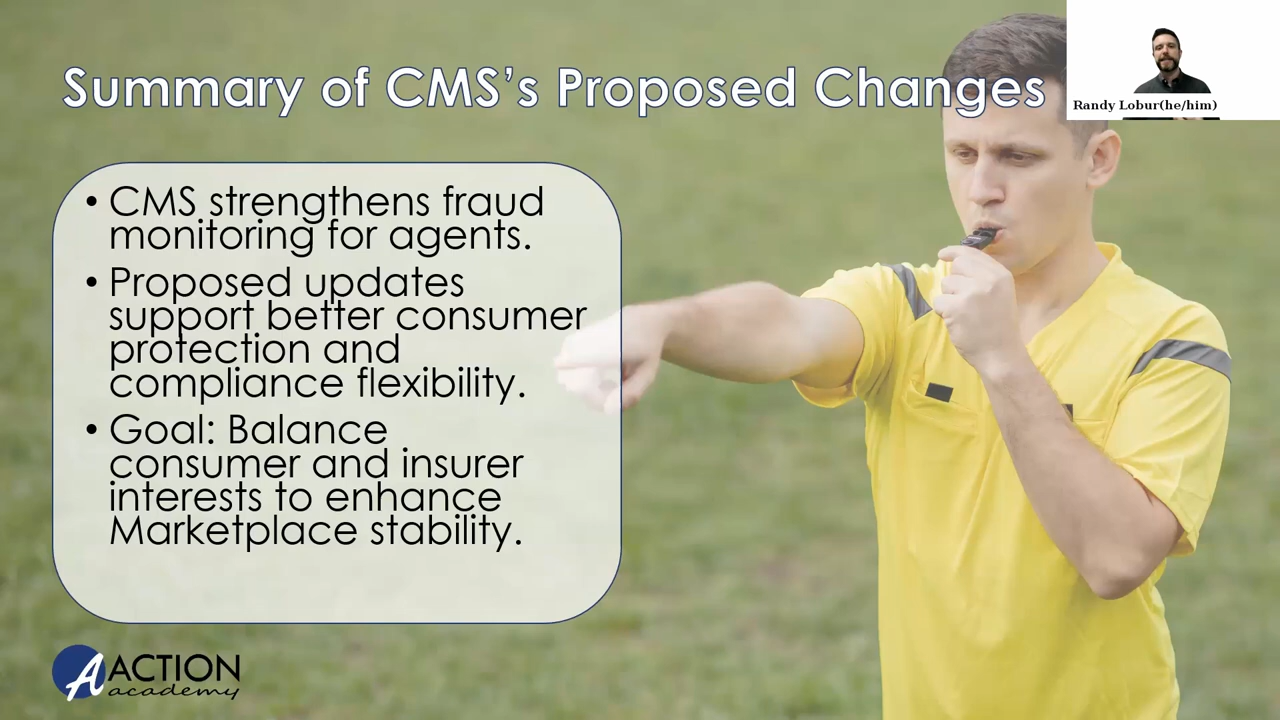 Summary of CMS's Proposed Changes
Randy Lobur(he/him)
• CMS strengthens fraud
monitoring for agents.
• Proposed updates
support better consumer
protection and
compliance flexibility.
• Goal: Balance
consumer and insurer
interests to enhance
Marketplace stability.
A ACTION
academy